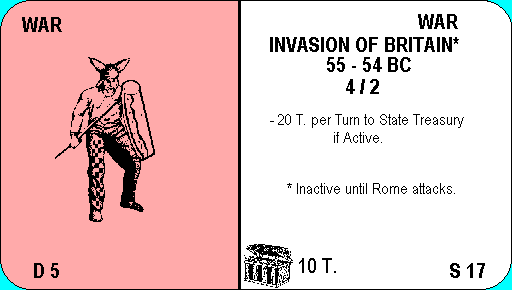 WAR
D 5
WAR
INVASION OF BRITAIN*
55 - 54 BC
4 / 2
- 20 T. per Turn to State Treasury
if Active.
* Inactive until Rome attacks.
10 T.
S 17